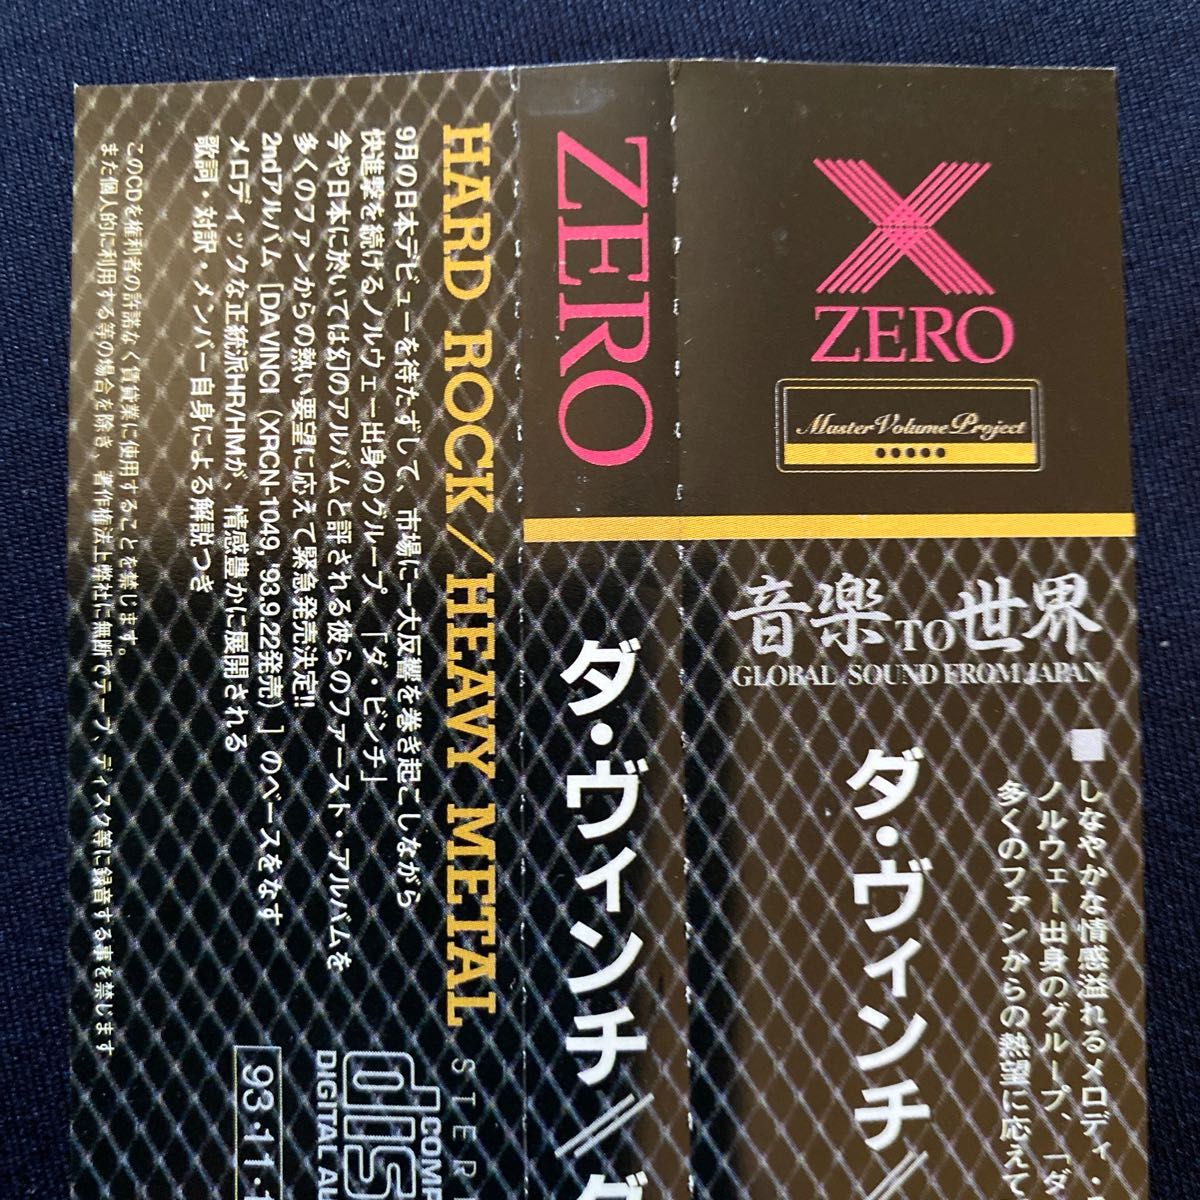 ZERO
Master Volume Project
音楽TO世界
GLOBAL SOUND FROM JAPAN
■しなやかな情感溢れるメロディ・
ノルウェー出身のグループ、「ダ
多くのファンからの熱望に応えて
ダ・ヴィンチ//
ZERO
ダ・ヴィンチ//ダ
HARD ROCK/HEAVY METAL
9月の日本デビューを待たずして、市場に一大反響を巻き起こしながら
快進撃を続けるノルウェー出身のグループ、「ダ・ビンチ」
今や日本に於いては幻のアルバムと評される彼らのファースト・アルバムを
多くのファンからの熱い要望に応えて緊急発売決定!!
2ndアルバム［DA VINCI（XRCN-1049, '93.9.22発売）］のベースをなす
メロディックな正統派HR/HMが、情感豊かに展開される
歌詞・対訳・メンバー自身による解説つき
このCDを権利者の許諾なく賃貸業に使用することを禁じます。
また個人的に利用する等の場合を除き、著作権法上弊社に無断でテープ、ディスク等に録音する事を禁じます
STER
COMP
dis
DIGITAL AU
93・11・